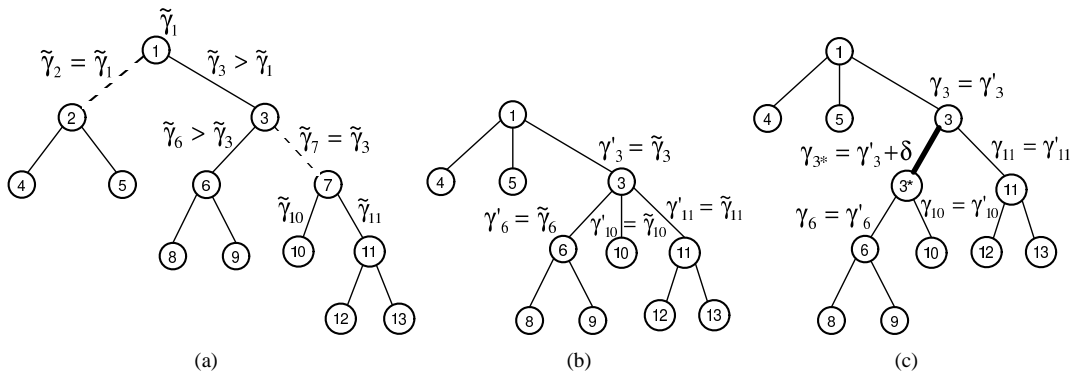 γ̃₁
1
γ̃₂ = γ̃₁
γ̃₃ > γ̃₁
2
3
γ̃₆ > γ̃₃
γ̃₇ = γ̃₃
4
5
6
7
γ̃₁₀
γ̃₁₁
8
9
10
11
12
13
(a)
1
γ'₃ = γ̃₃
4
5
3
γ'₆ = γ̃₆
γ'₁₀ = γ̃₁₀
γ'₁₁ = γ̃₁₁
6
10
11
8
9
12
13
(b)
1
γ₃ = γ'₃
4
5
3
γ₃* = γ'₃+δ
γ₁₁ = γ'₁₁
3*
11
γ₆ = γ'₆
γ₁₀ = γ'₁₀
6
10
12
13
8
9
(c)